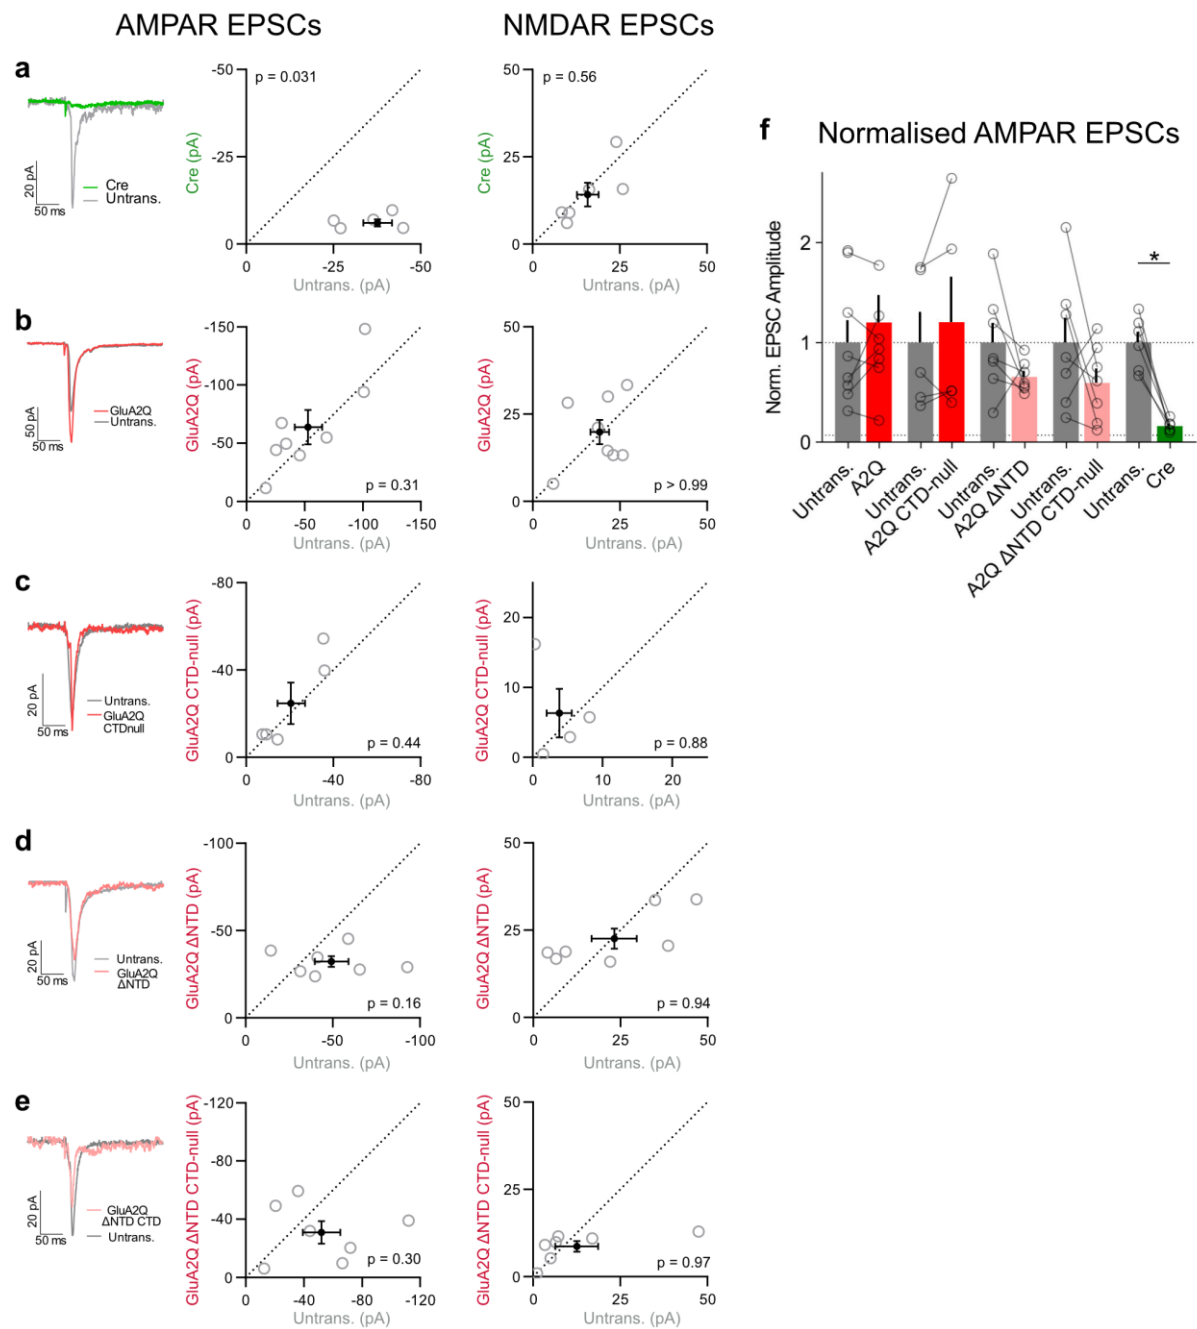 AMPAR EPSCs
NMDAR EPSCs
a
20 pA
50 ms
Cre
Untrans.
Cre (pA)
-50
-25
0
p = 0.031
0
-25
-50
Untrans. (pA)
Cre (pA)
50
25
0
p = 0.56
0
25
50
Untrans. (pA)
b
50 pA
50 ms
GluA2Q
Untrans.
GluA2Q (pA)
-150
-100
-50
0
p = 0.31
0
-50
-100
-150
Untrans. (pA)
GluA2Q (pA)
50
25
0
p > 0.99
0
25
50
Untrans. (pA)
c
20 pA
50 ms
Untrans.
GluA2Q
CTDnull
GluA2Q CTD-null (pA)
-80
-40
0
p = 0.44
0
-40
-80
Untrans. (pA)
GluA2Q CTD-null (pA)
20
10
0
p = 0.88
0
10
20
Untrans. (pA)
d
20 pA
50 ms
Untrans.
GluA2Q
ΔNTD
GluA2Q ΔNTD (pA)
-100
-50
0
p = 0.16
0
-50
-100
Untrans. (pA)
GluA2Q ΔNTD (pA)
50
25
0
p = 0.94
0
25
50
Untrans. (pA)
e
20 pA
50 ms
GluA2Q
ΔNTD CTD
Untrans.
GluA2Q ΔNTD CTD-null (pA)
-120
-80
-40
0
p = 0.30
0
-40
-80
-120
Untrans. (pA)
GluA2Q ΔNTD CTD-null (pA)
50
25
0
p = 0.97
0
25
50
Untrans. (pA)
f
Normalised AMPAR EPSCs
Norm. EPSC Amplitude
2
1
0
*
Untrans.
A2Q
Untrans.
A2Q CTD-null
Untrans.
A2Q ΔNTD
Untrans.
A2Q ΔNTD CTD-null
Untrans.
Cre